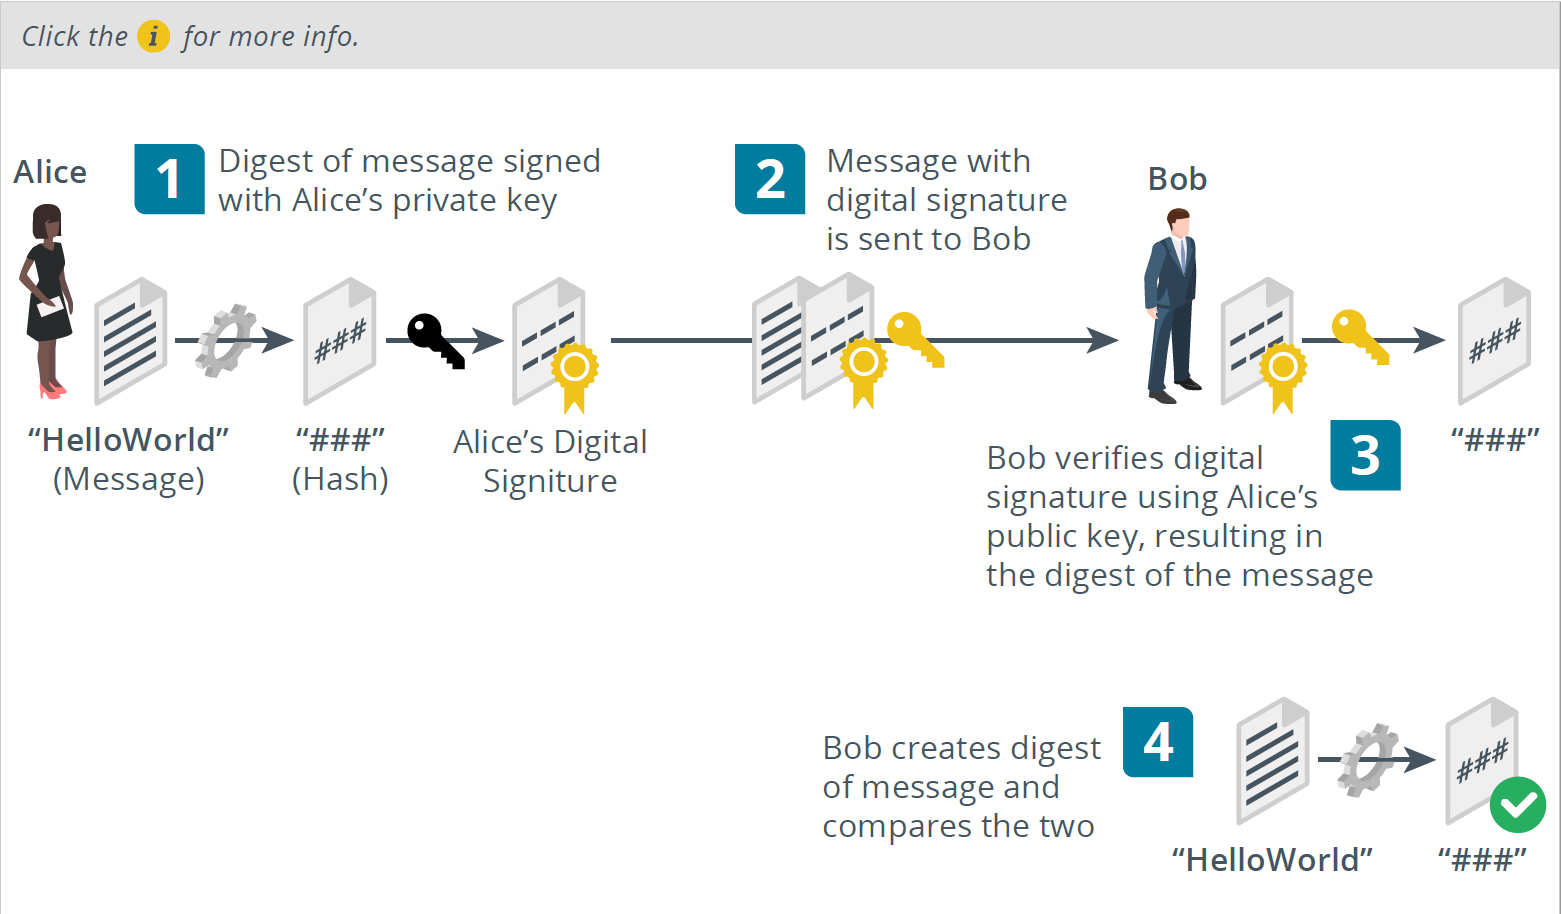 Click the i for more info.
Alice
1
Digest of message signed
with Alice’s private key
2
Message with
digital signature
is sent to Bob
Bob
###
###
“HelloWorld”
(Message)
“###”
(Hash)
Alice’s Digital
Signiture
3
Bob verifies digital
signature using Alice’s
public key, resulting in
the digest of the message
“###”
4
Bob creates digest
of message and
compares the two
###
“HelloWorld”
“###”